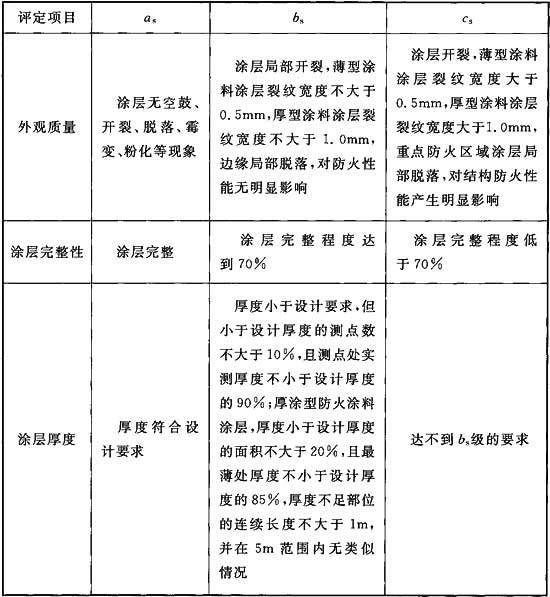 评定项目
as
bs
cs
外观质量
涂层无空鼓、
开裂、脱落、霉
变、粉化等现象
涂层局部开裂，薄型涂
料涂层裂纹宽度不大于
0.5mm，厚型涂料涂层裂
纹宽度不大于 1.0mm，
边缘局部脱落，对防火性
能无明显影响
涂层开裂，薄型涂料
涂层裂纹宽度大于
0.5mm，厚型涂料涂层
裂纹宽度大于1.0mm，
重点防火区域涂层局
部脱落，对结构防火性
能产生明显影响
涂层完整性
涂层完整
涂层完整程度达
到70%
涂层完整程度低
于70%
涂层厚度
厚度符合设
计要求
厚度小于设计要求，但
小于设计厚度的测点数
不大于10%，且测点处实
测厚度不小于设计厚度
的90%；厚涂型防火涂料
涂层，厚度小于设计厚度
的面积不大于20%，且最
薄处厚度不小于设计厚
度的85%，厚度不足部位
的连续长度不大于1m，
并在5m范围内无类似
情况
达不到bs级的要求